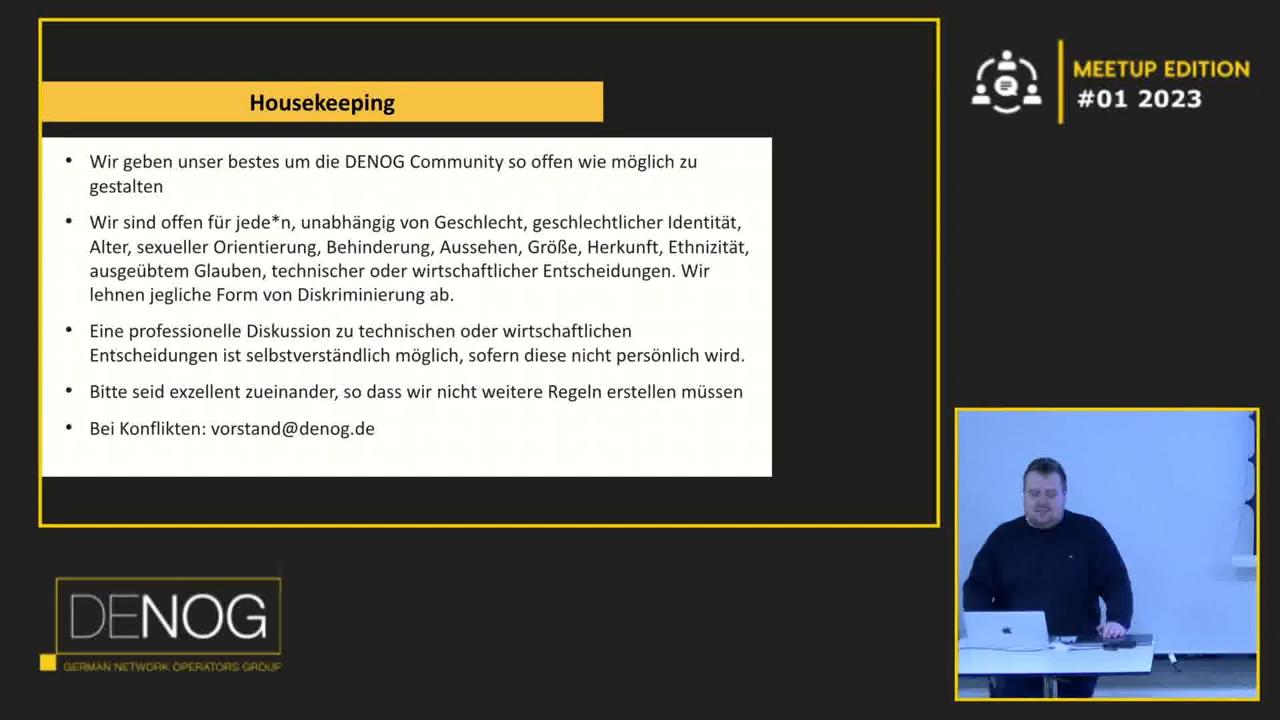 Housekeeping
• Wir geben unser bestes um die DENOG Community so offen wie möglich zu
gestalten
• Wir sind offen für jede*n, unabhängig von Geschlecht, geschlechtlicher Identität,
Alter, sexueller Orientierung, Behinderung, Aussehen, Größe, Herkunft, Ethnizität,
ausgeübtem Glauben, technischer oder wirtschaftlicher Entscheidungen. Wir
lehnen jegliche Form von Diskriminierung ab.
• Eine professionelle Diskussion zu technischen oder wirtschaftlichen
Entscheidungen ist selbstverständlich möglich, sofern diese nicht persönlich wird.
• Bitte seid exzellent zueinander, so dass wir nicht weitere Regeln erstellen müssen
• Bei Konflikten: vorstand@denog.de
MEETUP EDITION
#01 2023
DENOG
GERMAN NETWORK OPERATORS GROUP